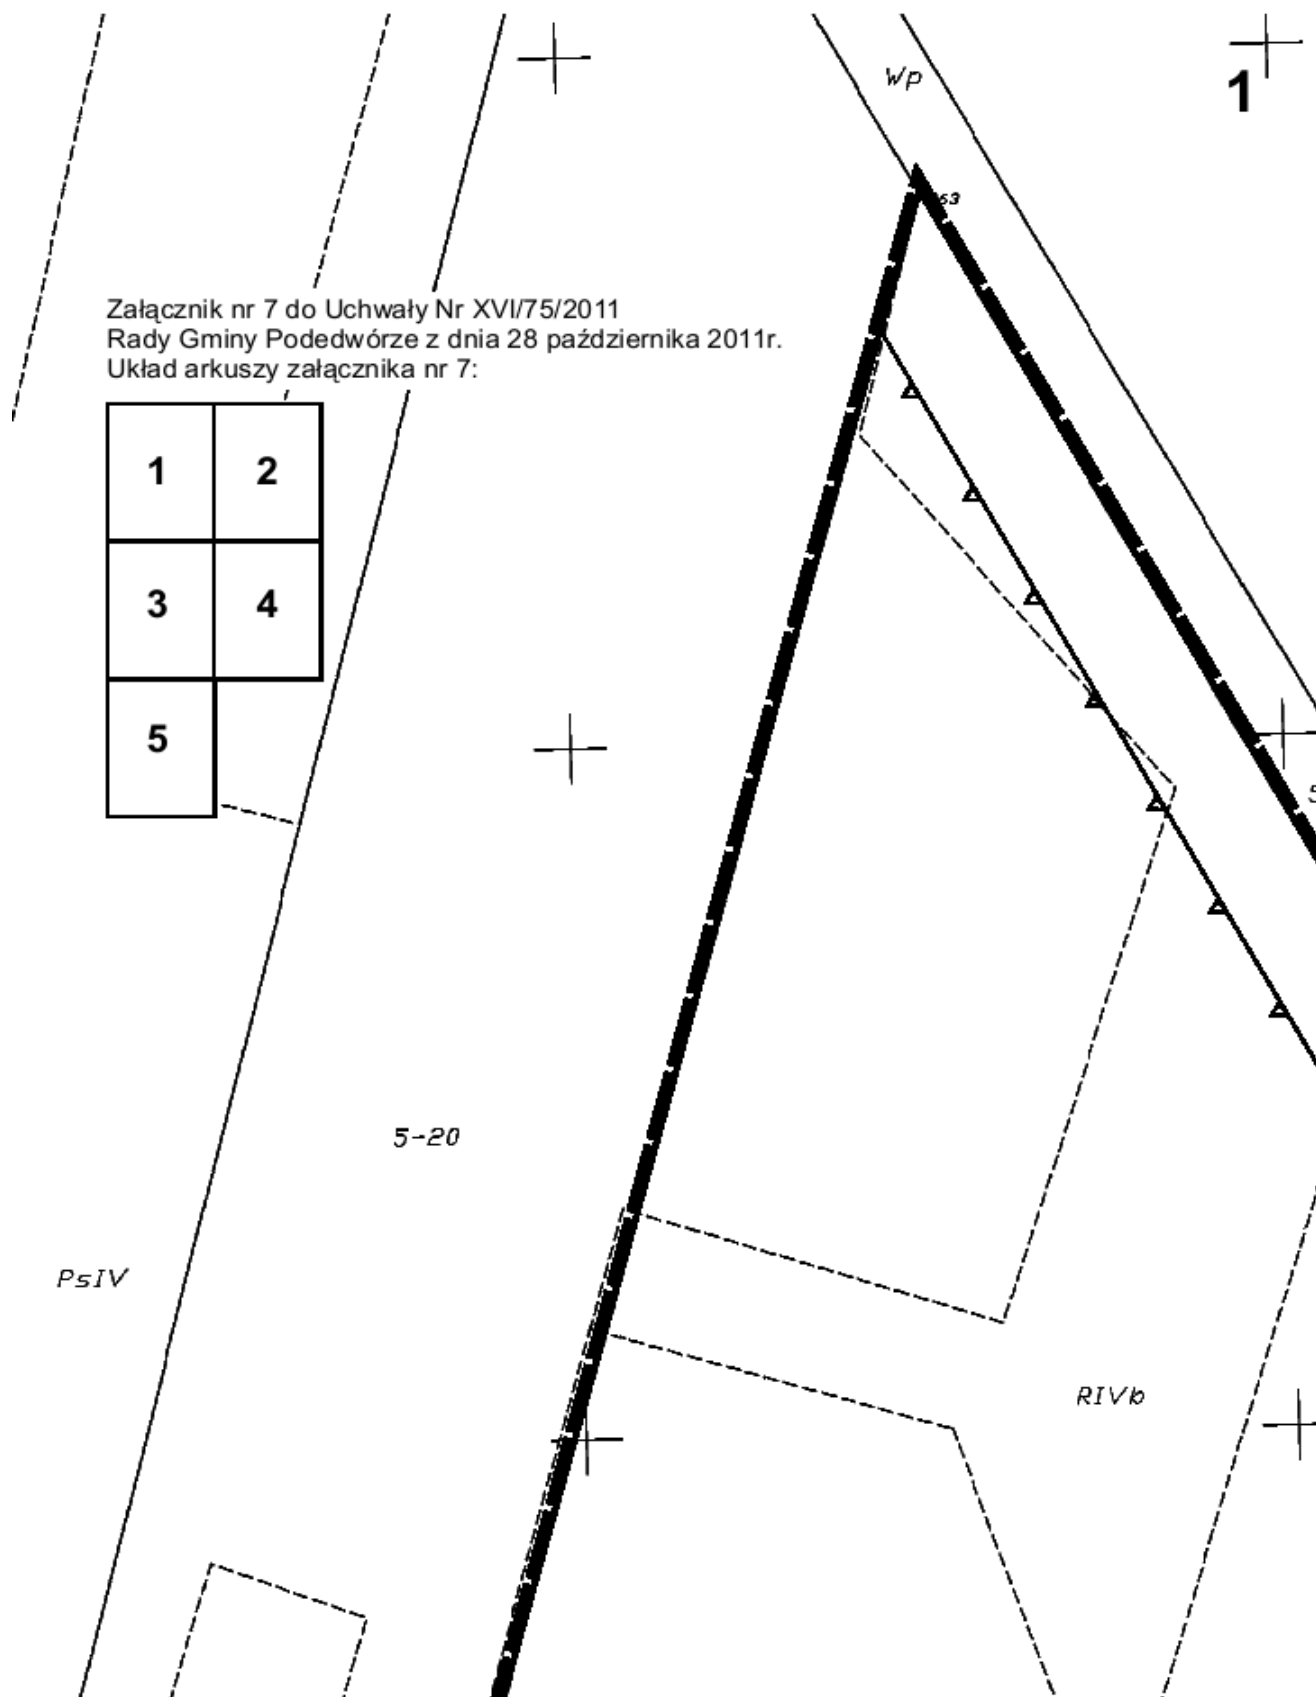 Wp
1
63
Załącznik nr 7 do Uchwały Nr XVI/75/2011
Rady Gminy Podedwórze z dnia 28 października 2011r.
Układ arkuszy załącznika nr 7:
1 2
3 4
5
5-20
PsIV
RIVb